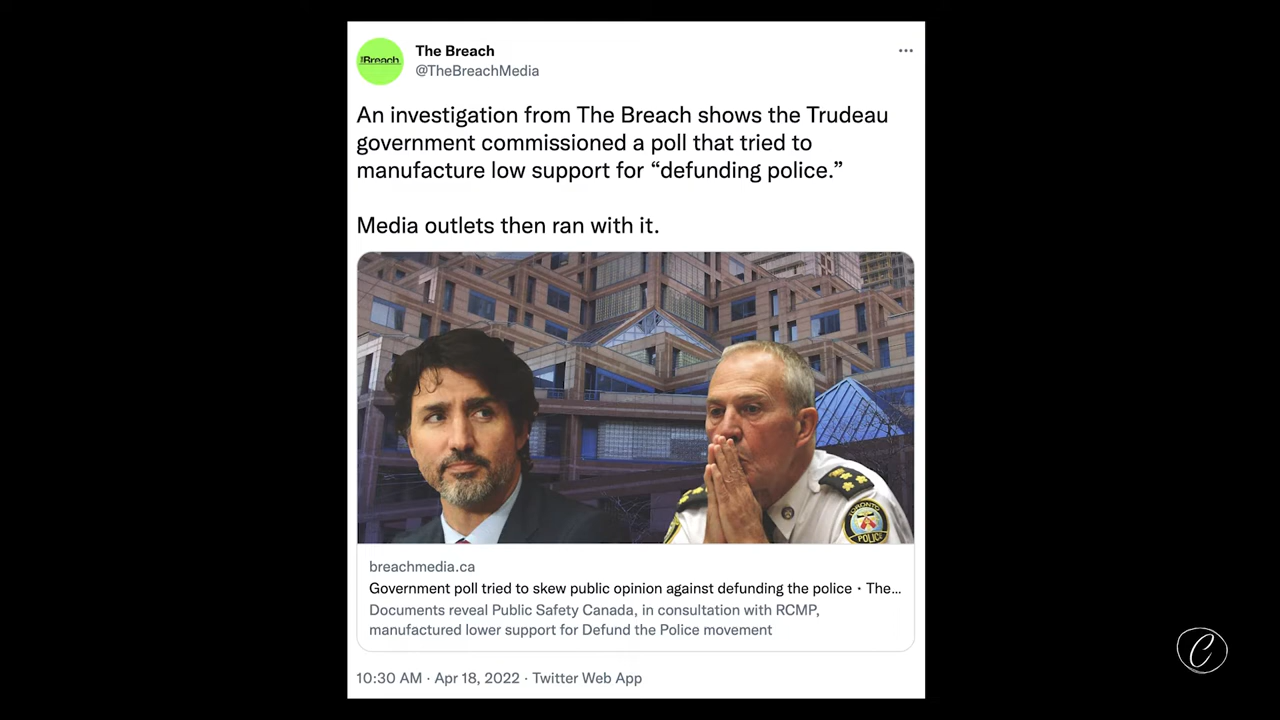 The Breach
The Breach
@TheBreachMedia
An investigation from The Breach shows the Trudeau
government commissioned a poll that tried to
manufacture low support for “defunding police.”
Media outlets then ran with it.
TORONTO
POLICE
breachmedia.ca
Government poll tried to skew public opinion against defunding the police · The...
Documents reveal Public Safety Canada, in consultation with RCMP,
manufactured lower support for Defund the Police movement
10:30 AM · Apr 18, 2022 · Twitter Web App
C